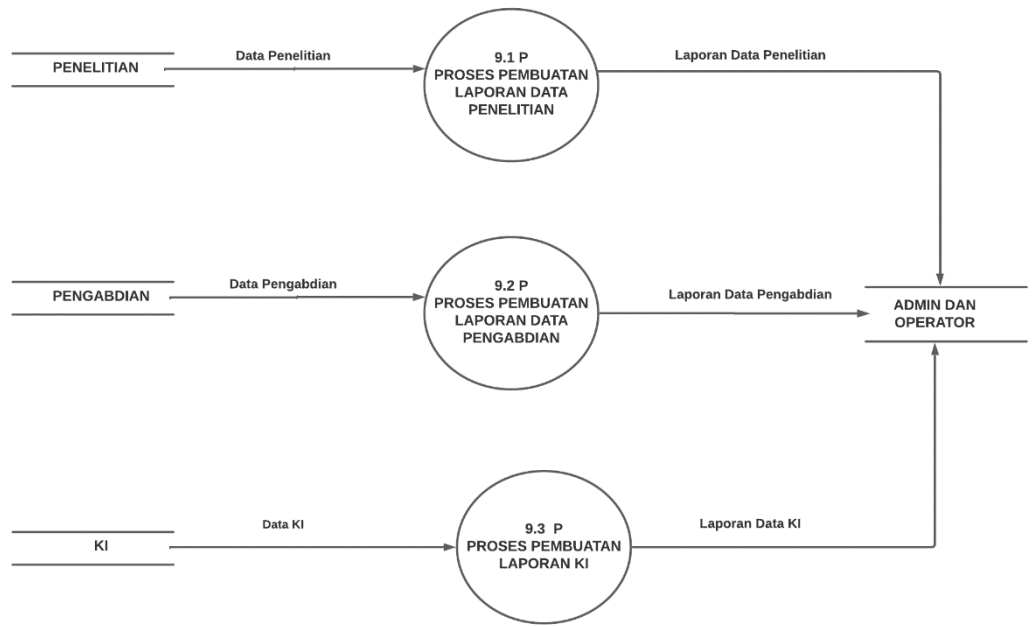 PENELITIAN
Data Penelitian
9.1 P
PROSES PEMBUATAN
LAPORAN DATA
PENELITIAN
Laporan Data Penelitian
PENGABDIAN
Data Pengabdian
9.2 P
PROSES PEMBUATAN
LAPORAN DATA
PENGABDIAN
Laporan Data Pengabdian
ADMIN DAN
OPERATOR
KI
Data KI
9.3 P
PROSES PEMBUATAN
LAPORAN KI
Laporan Data KI